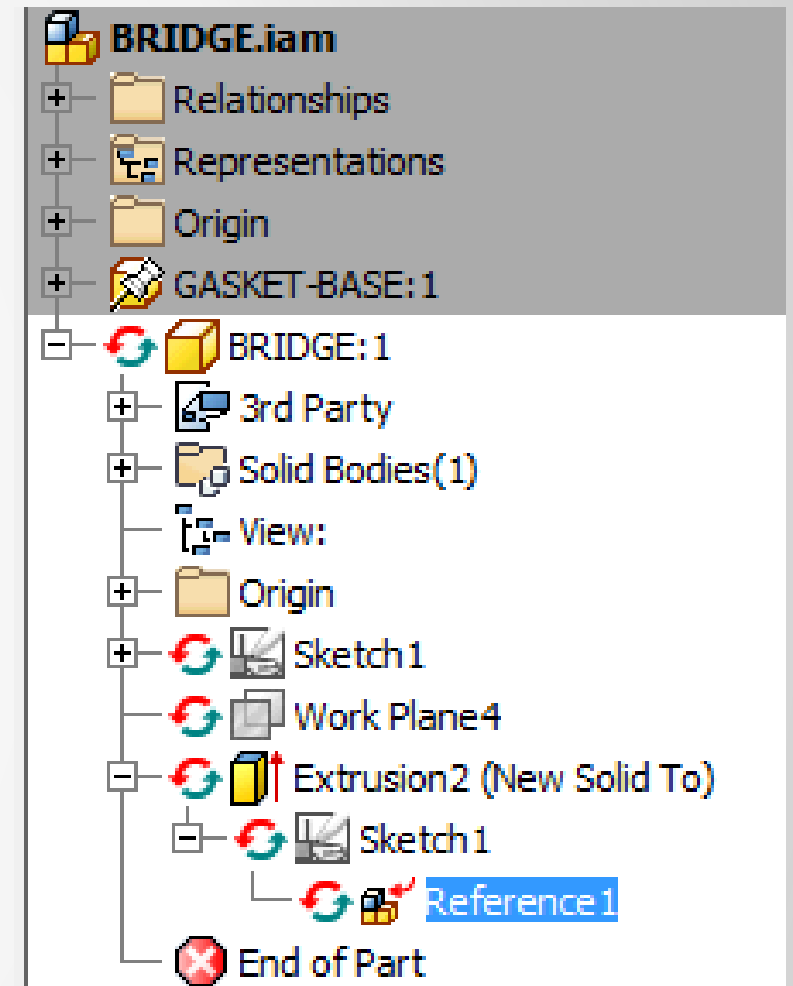 BRIDGE.iam
Relationships
Representations
Origin
GASKET-BASE:1
BRIDGE:1
3rd Party
Solid Bodies(1)
View:
Origin
Sketch1
Work Plane4
Extrusion2 (New Solid To)
Sketch1
Reference1
End of Part